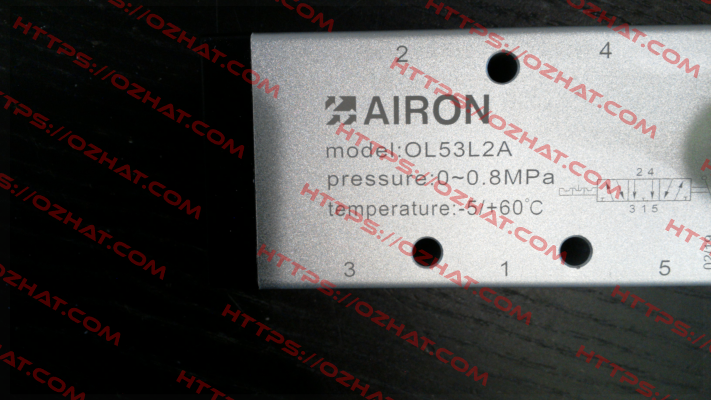 2 4
AIRON
model:OL53L2A
pressure:0~0.8MPa
temperature:-5/+60℃
2 4
3 1 5
3 1 5
HTTPS://OZHAT.COM